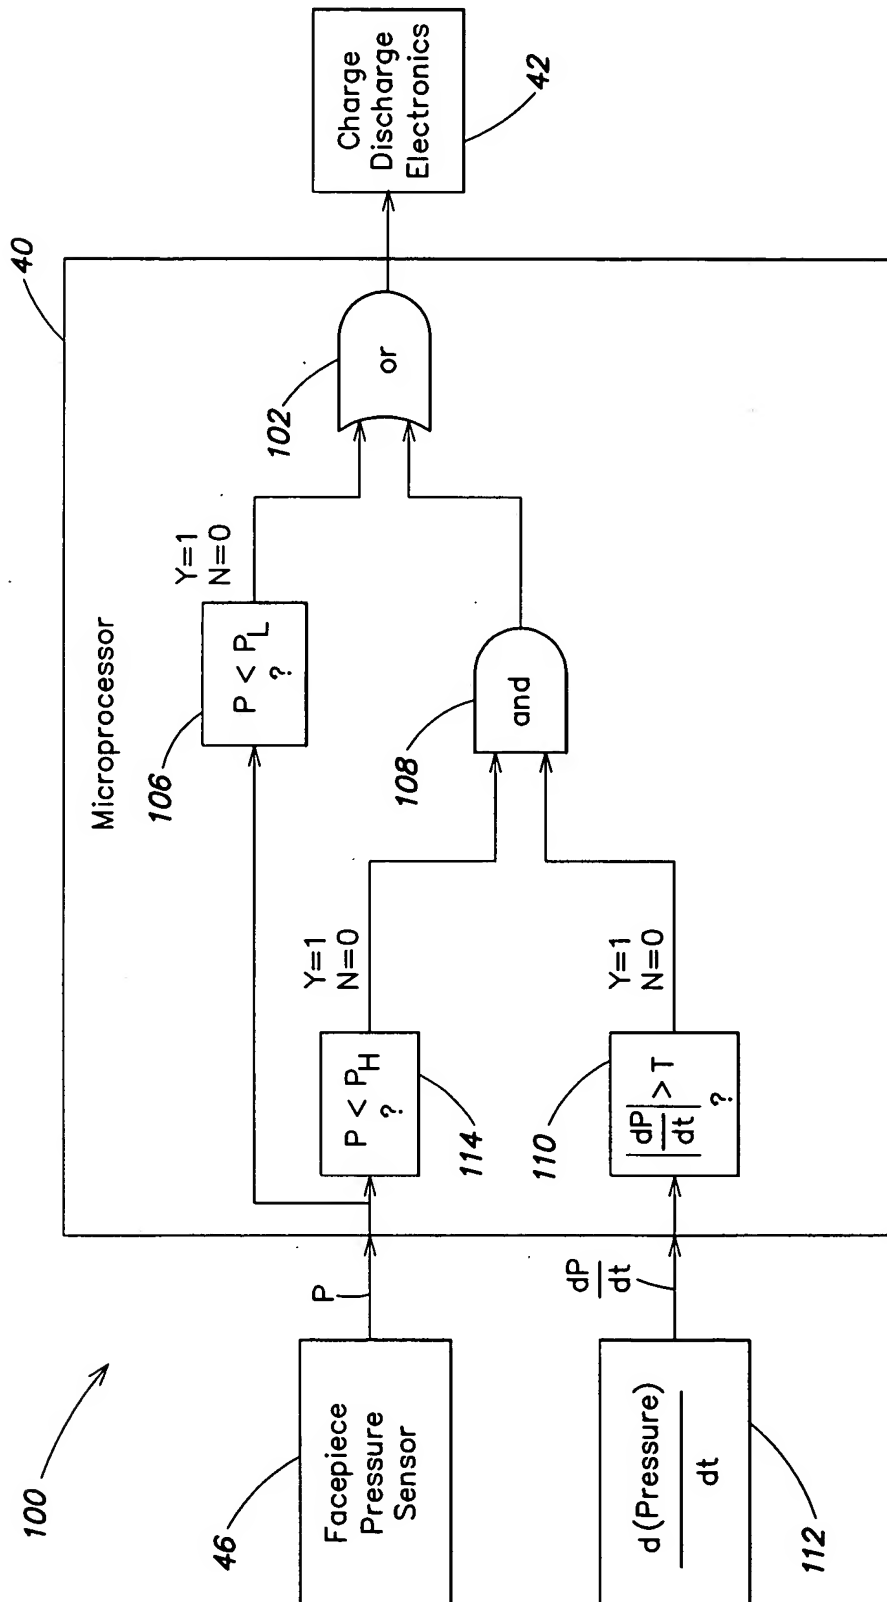 100
40
Microprocessor
46
Facepiece
Pressure
Sensor
P
106
P < P_L
?
Y=1
N=0
P < P_H
?
114
Y=1
N=0
108
and
102
or
Charge
Discharge
Electronics
42
d(Pressure)
dt
112
dP
dt
110
|dP/dt| > T
?
Y=1
N=0